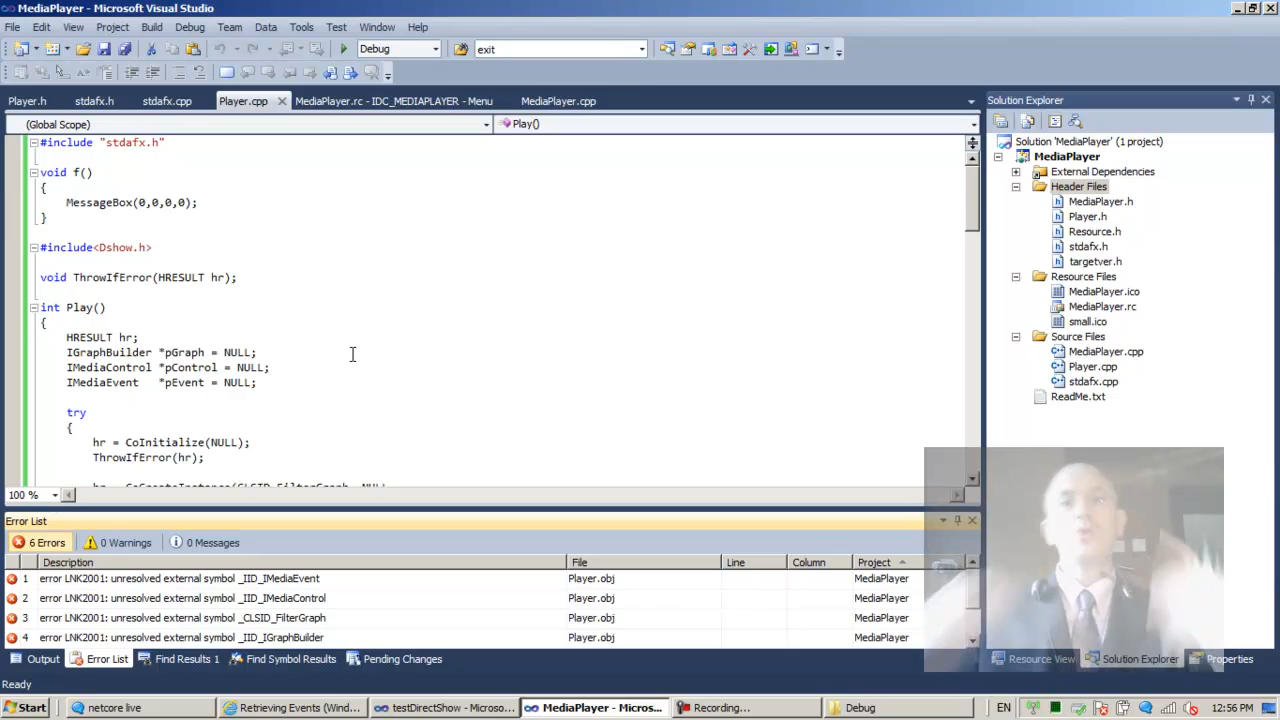 MediaPlayer - Microsoft Visual Studio
File Edit View Project Build Debug Team Data Tools Test Window Help
Debug exit
Player.h stdafx.h stdafx.cpp Player.cpp MediaPlayer.rc - IDC_MEDIAPLAYER - Menu MediaPlayer.cpp
(Global Scope) Play()
#include "stdafx.h"
void f()
{
MessageBox(0,0,0,0);
}
#include<Dshow.h>
void ThrowIfError(HRESULT hr);
int Play()
{
HRESULT hr;
IGraphBuilder *pGraph = NULL;
IMediaControl *pControl = NULL;
IMediaEvent *pEvent = NULL;
try
{
hr = CoInitialize(NULL);
ThrowIfError(hr);
hr = CoCreateInstance(CLSID_FilterGraph, NULL,
100 %
Solution Explorer
Solution 'MediaPlayer' (1 project)
MediaPlayer
External Dependencies
Header Files
MediaPlayer.h
Player.h
Resource.h
stdafx.h
targetver.h
Resource Files
MediaPlayer.ico
MediaPlayer.rc
small.ico
Source Files
MediaPlayer.cpp
Player.cpp
stdafx.cpp
ReadMe.txt
Error List
6 Errors 0 Warnings 0 Messages
Description File Line Column Project
1 error LNK2001: unresolved external symbol _IID_IMediaEvent Player.obj MediaPlayer
2 error LNK2001: unresolved external symbol _IID_IMediaControl Player.obj MediaPlayer
3 error LNK2001: unresolved external symbol _CLSID_FilterGraph Player.obj MediaPlayer
4 error LNK2001: unresolved external symbol _IID_IGraphBuilder Player.obj MediaPlayer
Output Error List Find Results 1 Find Symbol Results Pending Changes
Resource View Solution Explorer Properties
Ready
Start netcore live Retrieving Events (Wind... testDirectShow - Microso... MediaPlayer - Micros... Recording... Debug EN 12:56 PM